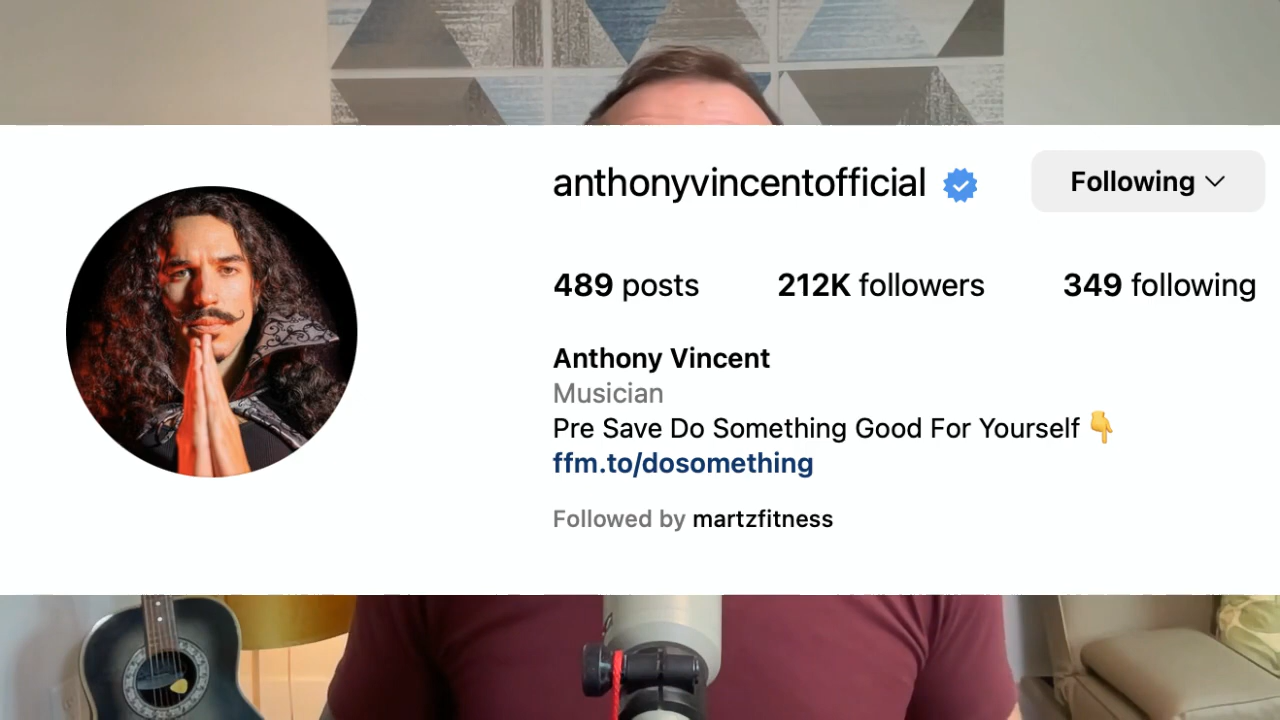 anthonyvincentofficial
Following
489 posts 212K followers 349 following
Anthony Vincent
Musician
Pre Save Do Something Good For Yourself 👇
ffm.to/dosomething
Followed by martzfitness